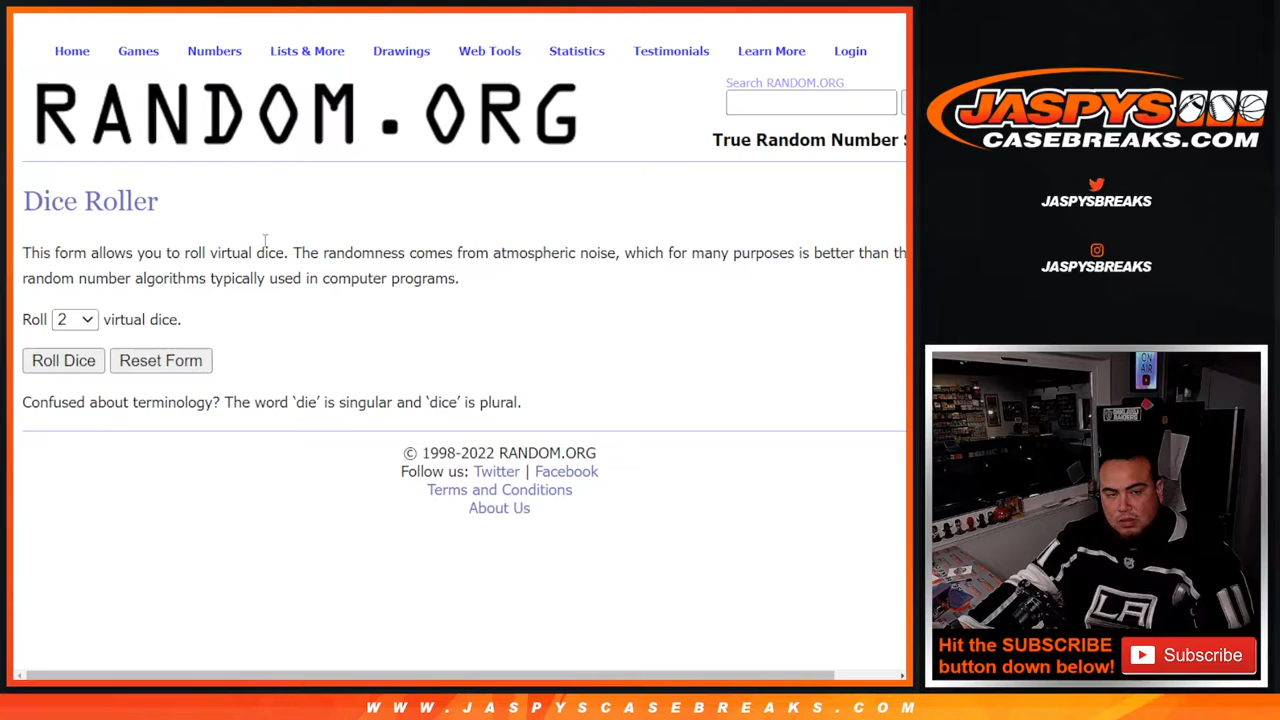 Home Games Numbers Lists & More Drawings Web Tools Statistics Testimonials Learn More Login
RANDOM.ORG
Search RANDOM.ORG
True Random Number S
Dice Roller
This form allows you to roll virtual dice. The randomness comes from atmospheric noise, which for many purposes is better than th
random number algorithms typically used in computer programs.
Roll 2 virtual dice.
Roll Dice Reset Form
Confused about terminology? The word ‘die’ is singular and ‘dice’ is plural.
© 1998-2022 RANDOM.ORG
Follow us: Twitter | Facebook
Terms and Conditions
About Us
JASPYS
CASEBREAKS.COM
JASPYSBREAKS
JASPYSBREAKS
ON
AIR
LA
Hit the SUBSCRIBE
button down below!
Subscribe
WWW.JASPYSCASEBREAKS.COM